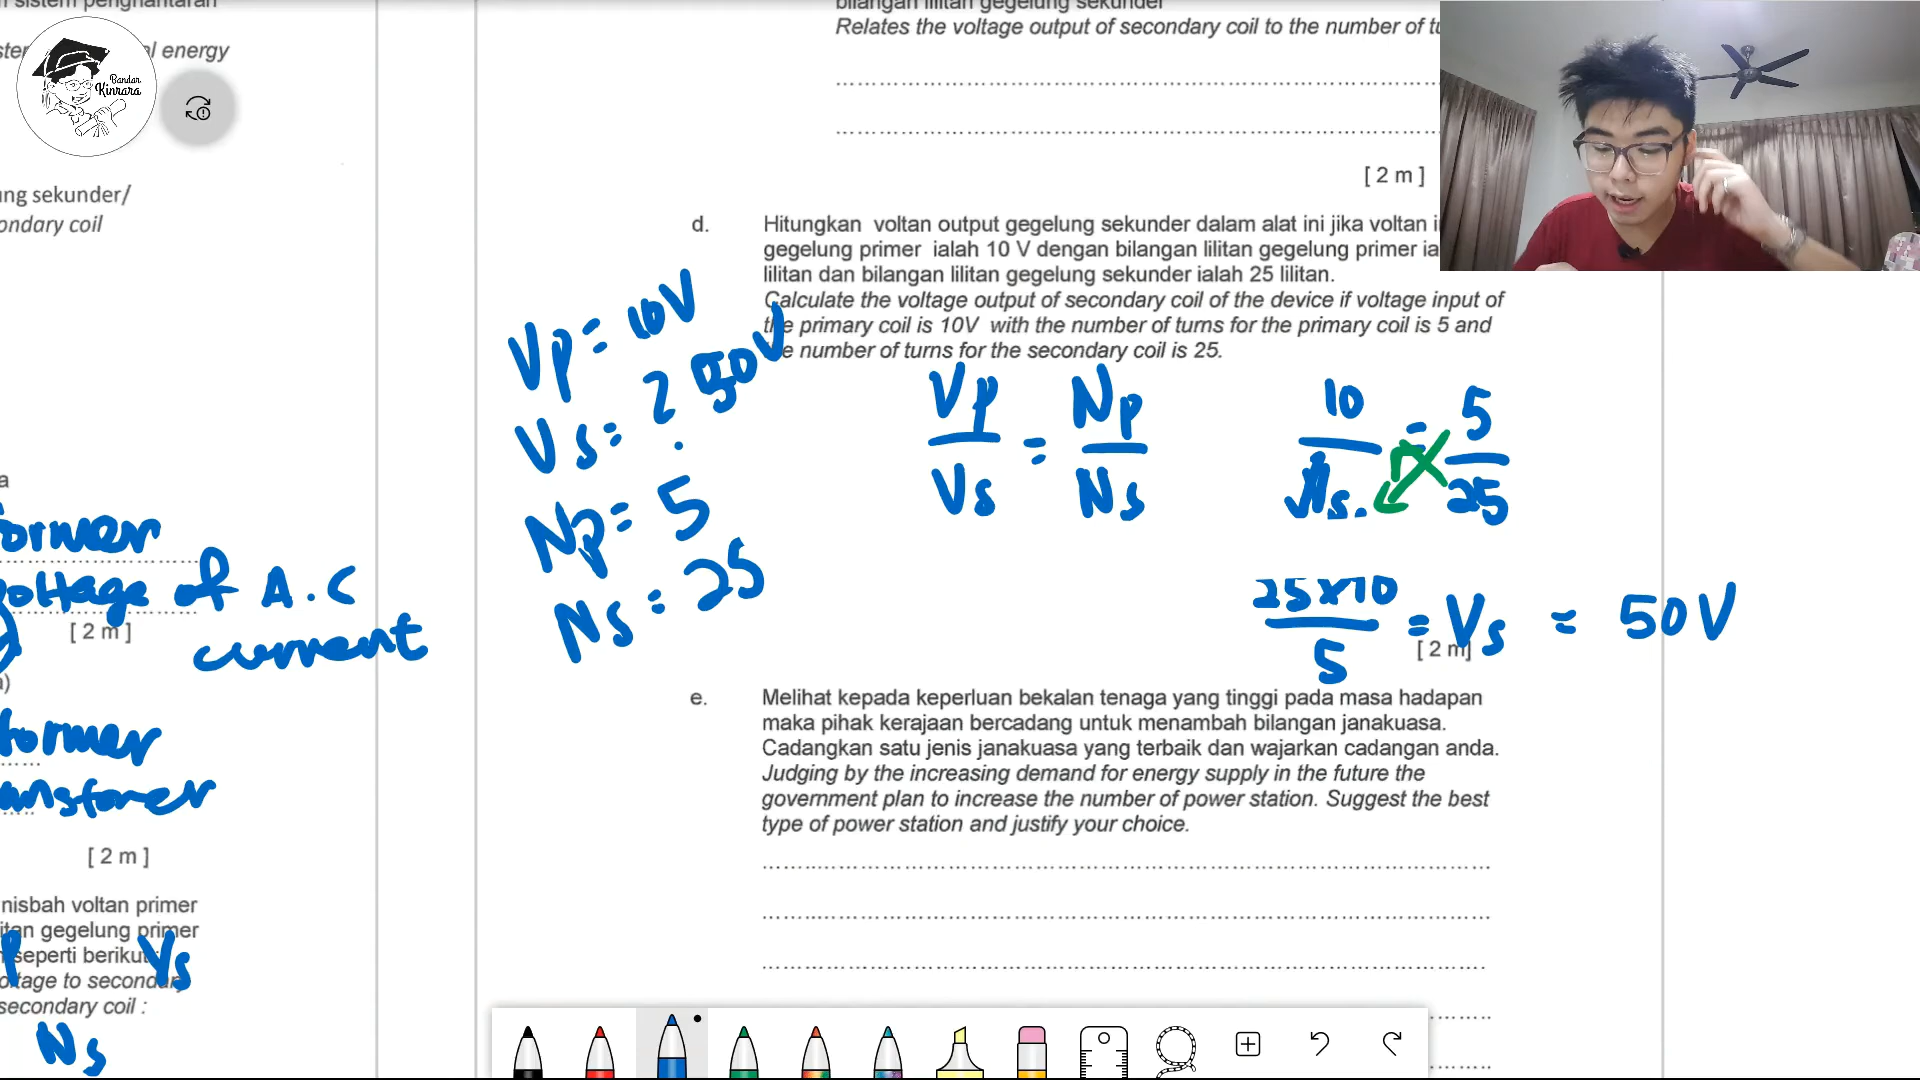 Bandar
Kinrara
sistem penghantaran
energy
ng sekunder/
ondary coil
former
voltage of A.C
[ 2 m ]
current
former
ansformer
[ 2 m ]
nisbah voltan primer
gegelung primer
seperti berikut
Vs
tage to secondary
secondary coil :
Ns
bilangan lilitan gegelung sekunder
Relates the voltage output of secondary coil to the number of tu
[ 2 m ]
d.
Hitungkan voltan output gegelung sekunder dalam alat ini jika voltan i
gegelung primer ialah 10 V dengan bilangan lilitan gegelung primer ia
lilitan dan bilangan lilitan gegelung sekunder ialah 25 lilitan.
Calculate the voltage output of secondary coil of the device if voltage input of
the primary coil is 10V with the number of turns for the primary coil is 5 and
the number of turns for the secondary coil is 25.
Vp = 10V
Vs = ? 50V
Np = 5
Ns = 25
Vp = Np
Vs Ns
10 = 5
25
25 x 10 = Vs = 50V
5
[ 2 m]
e.
Melihat kepada keperluan bekalan tenaga yang tinggi pada masa hadapan
maka pihak kerajaan bercadang untuk menambah bilangan janakuasa.
Cadangkan satu jenis janakuasa yang terbaik dan wajarkan cadangan anda.
Judging by the increasing demand for energy supply in the future the
government plan to increase the number of power station. Suggest the best
type of power station and justify your choice.